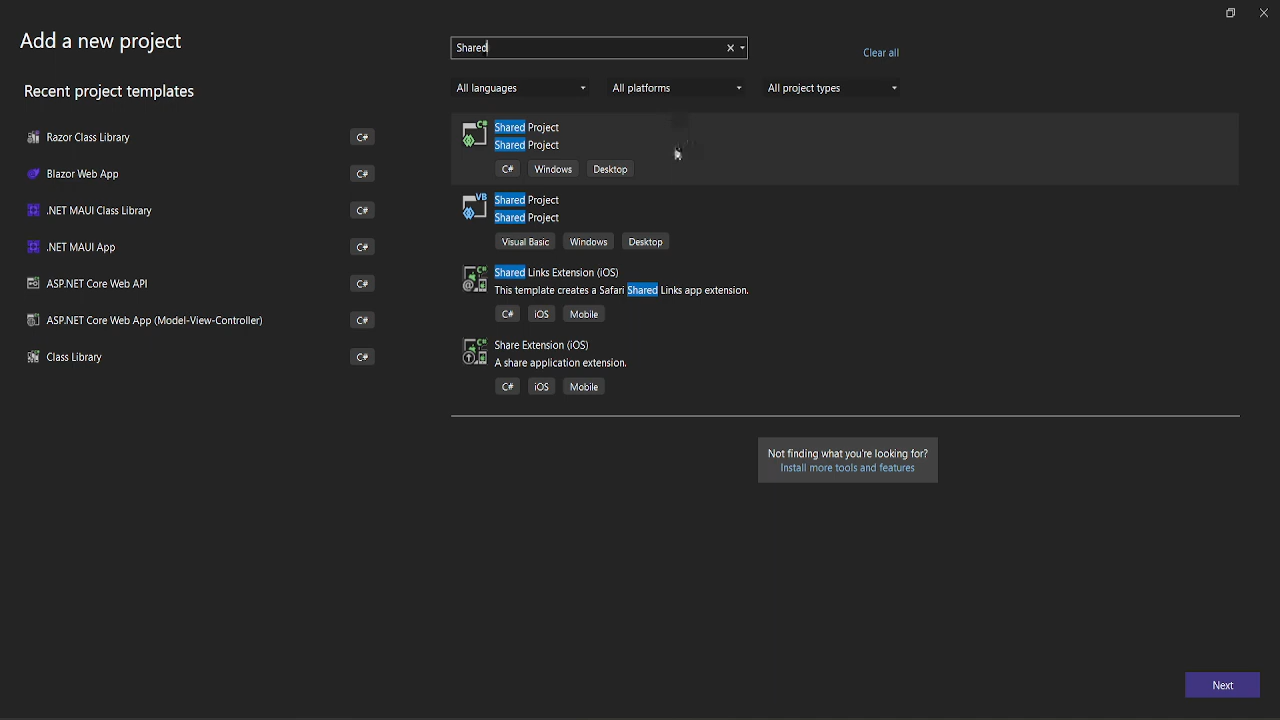 Add a new project
Shared
Clear all
Recent project templates
All languages
All platforms
All project types
Razor Class Library
C#
Blazor Web App
C#
.NET MAUI Class Library
C#
.NET MAUI App
C#
ASP.NET Core Web API
C#
ASP.NET Core Web App (Model-View-Controller)
C#
Class Library
C#
Shared Project
Shared Project
C# Windows Desktop
VB
Shared Project
Shared Project
Visual Basic Windows Desktop
Shared Links Extension (iOS)
This template creates a Safari Shared Links app extension.
C# iOS Mobile
Share Extension (iOS)
A share application extension.
C# iOS Mobile
Not finding what you're looking for?
Install more tools and features
Next